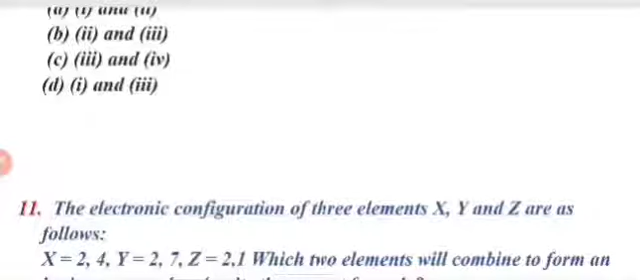 (b) (ii) and (iii)
(c) (iii) and (iv)
(d) (i) and (iii)
11. The electronic configuration of three elements X, Y and Z are as
follows:
X = 2, 4, Y = 2, 7, Z = 2,1 Which two elements will combine to form an